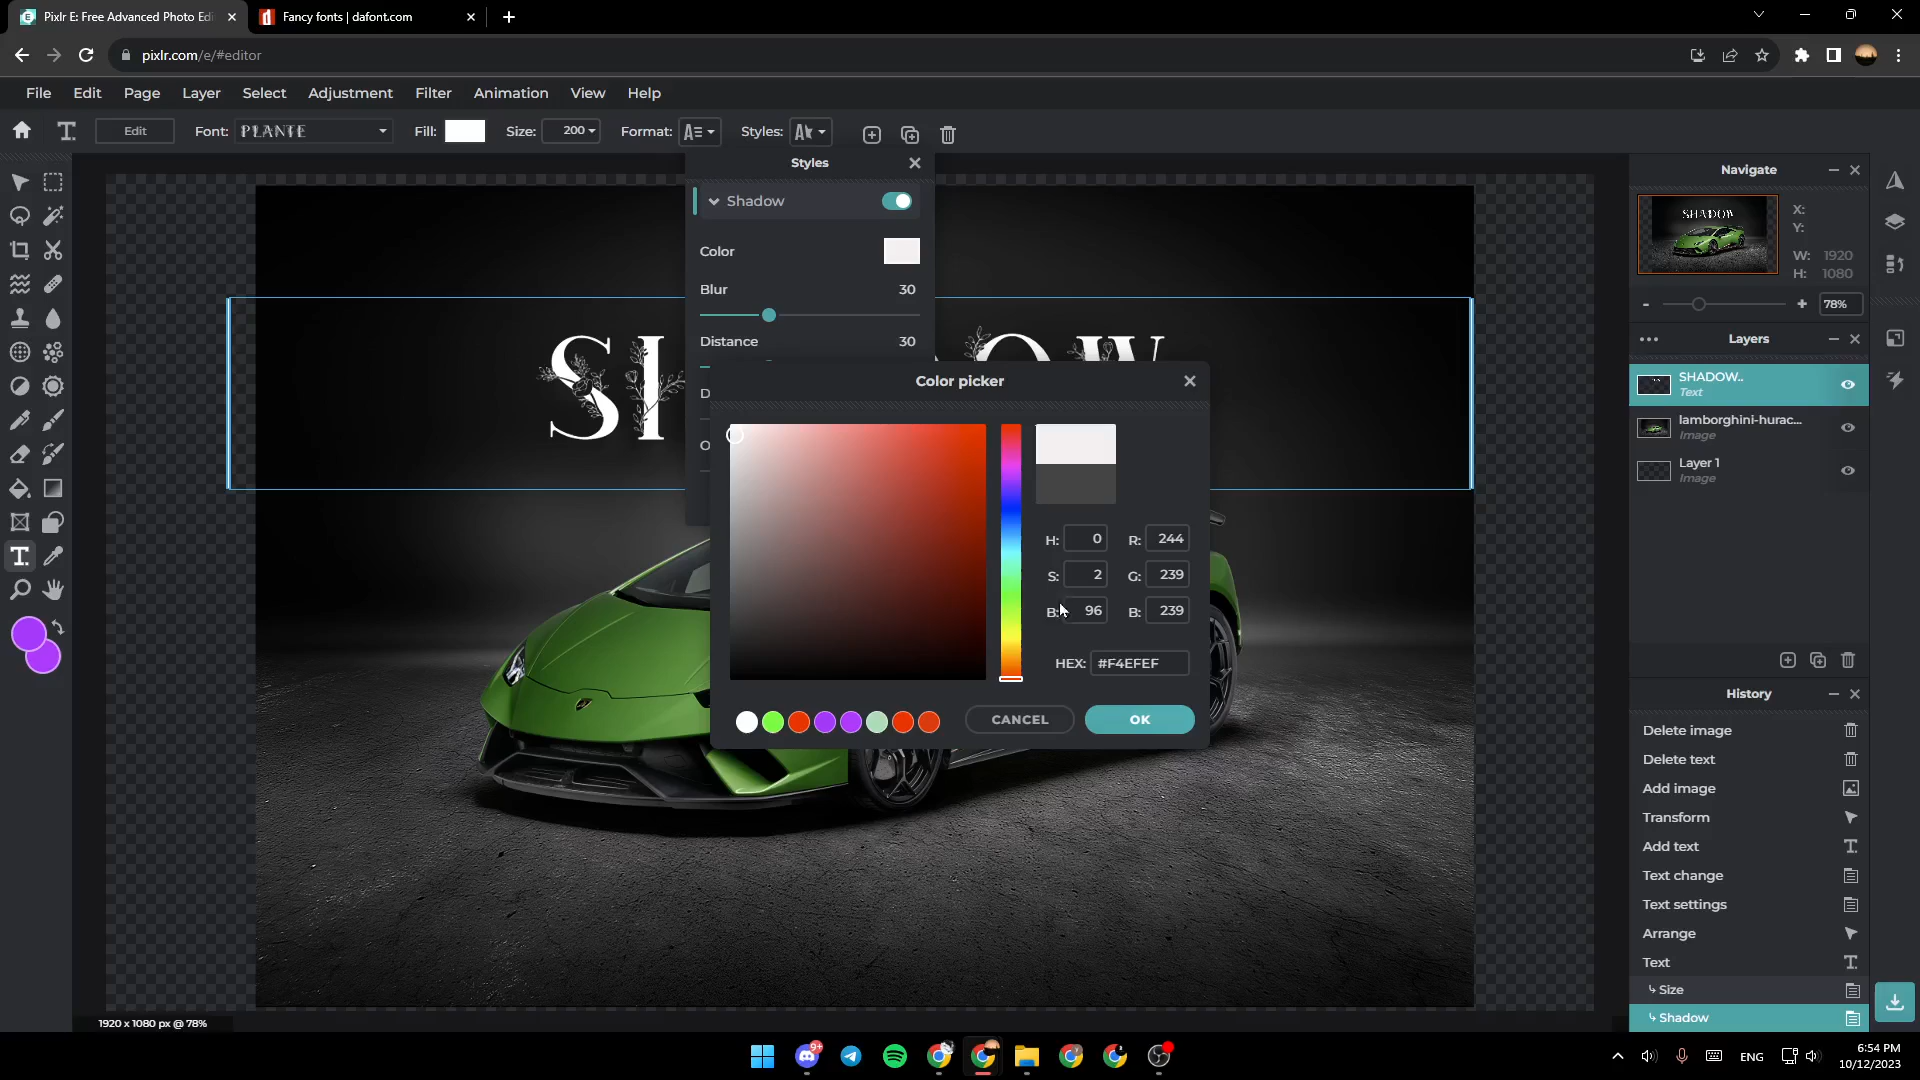 Pixlr E: Free Advanced Photo Edi
Fancy fonts | dafont.com
pixlr.com/e/#editor
File Edit Page Layer Select Adjustment Filter Animation View Help
Edit Font: PLANTE Fill: Size: 200 Format: Styles:
Styles
Shadow
Color
Blur 30
Distance 30
D
O
SHADOW
Color picker
H: 0 R: 244
S: 2 G: 239
B: 96 B: 239
HEX: #F4EFEF
CANCEL OK
Navigate
SHADOW
X:
Y:
W: 1920
H: 1080
78%
Layers
SHADOW..
Text
lamborghini-hurac...
Image
Layer 1
Image
History
Delete image
Delete text
Add image
Transform
Add text
Text change
Text settings
Arrange
Text
Size
Shadow
1920 x 1080 px @ 78%
9+
ENG
6:54 PM
10/12/2023